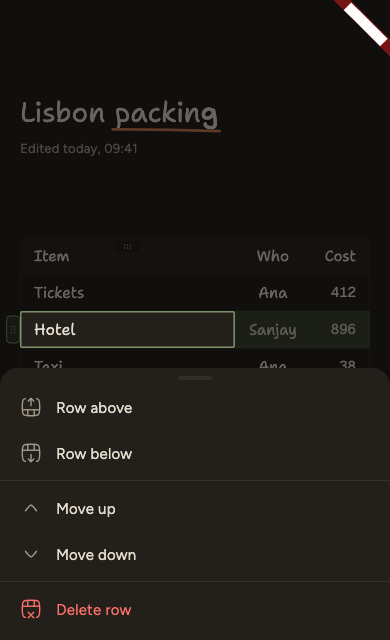 Lisbon packing
Edited today, 09:41
Item Who Cost
Tickets Ana 412
Hotel Sanjay 896
Taxi Ana 38
Row above
Row below
Move up
Move down
Delete row